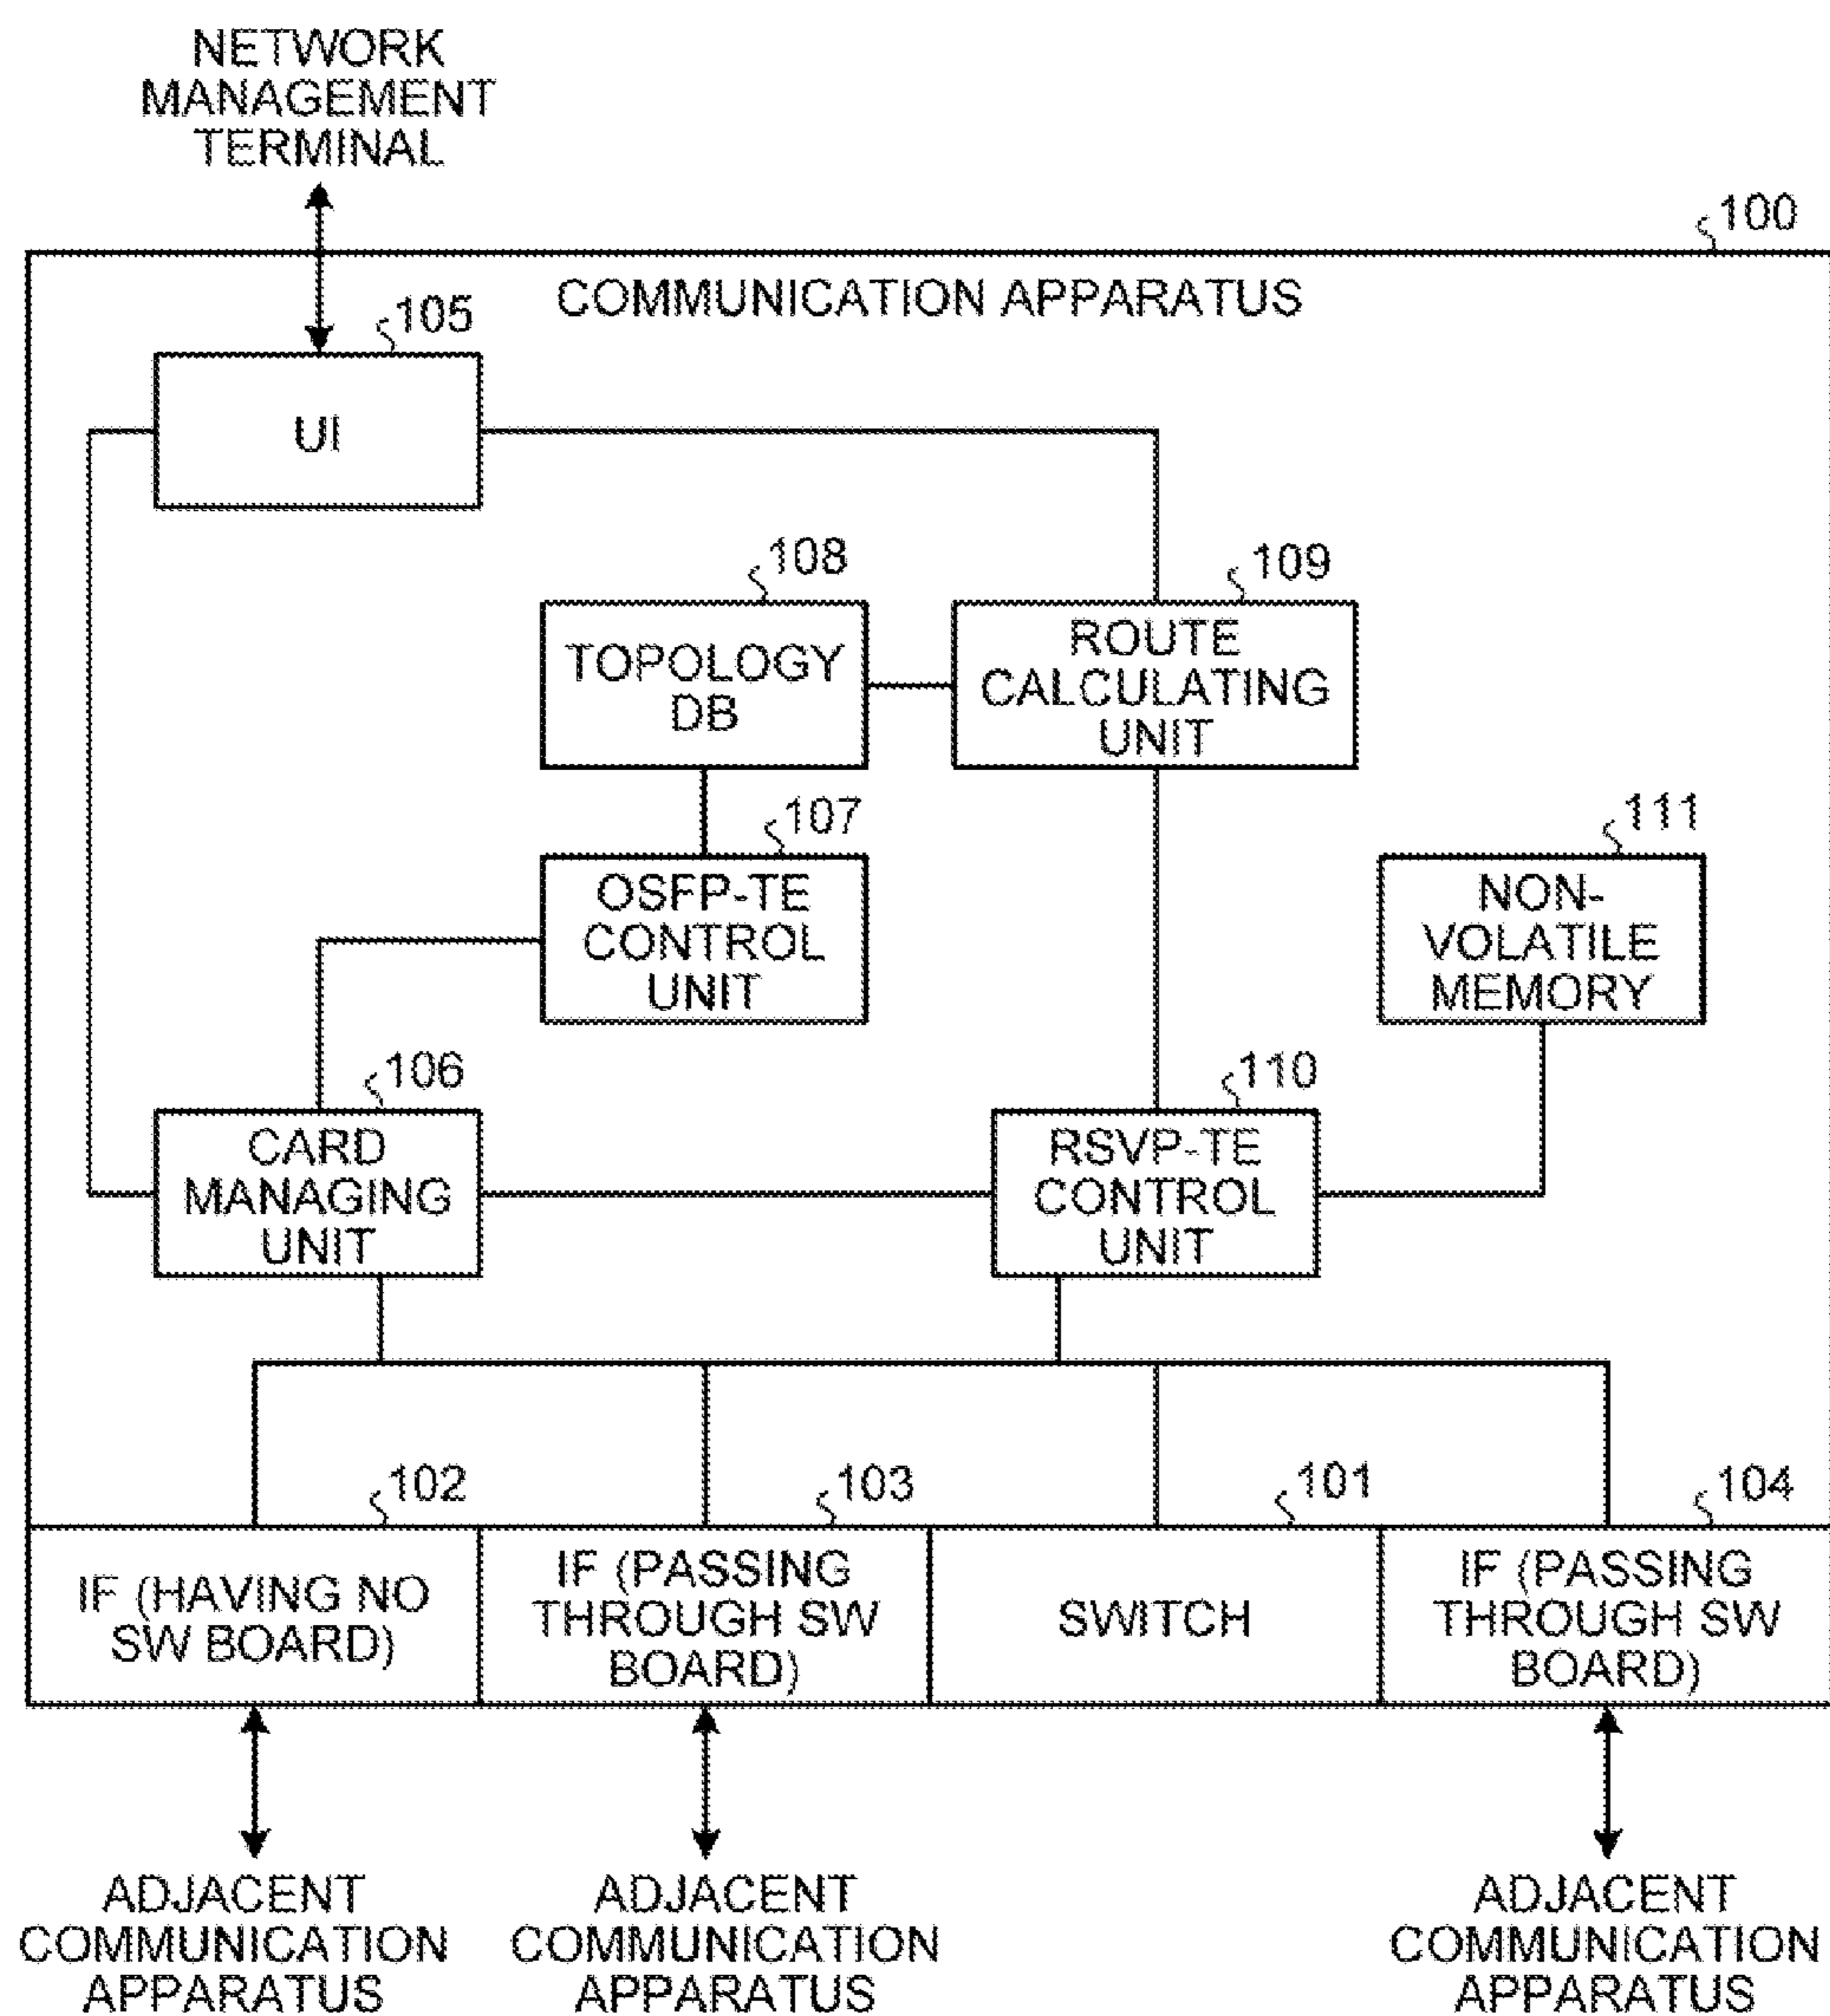 NETWORK
MANAGEMENT
TERMINAL
100
COMMUNICATION APPARATUS
105
UI
108
TOPOLOGY
DB
109
ROUTE
CALCULATING
UNIT
107
OSFP-TE
CONTROL
UNIT
111
NON-
VOLATILE
MEMORY
106
CARD
MANAGING
UNIT
110
RSVP-TE
CONTROL
UNIT
102
IF (HAVING NO
SW BOARD)
103
IF (PASSING
THROUGH SW
BOARD)
101
SWITCH
104
IF (PASSING
THROUGH SW
BOARD)
ADJACENT
COMMUNICATION
APPARATUS
ADJACENT
COMMUNICATION
APPARATUS
ADJACENT
COMMUNICATION
APPARATUS